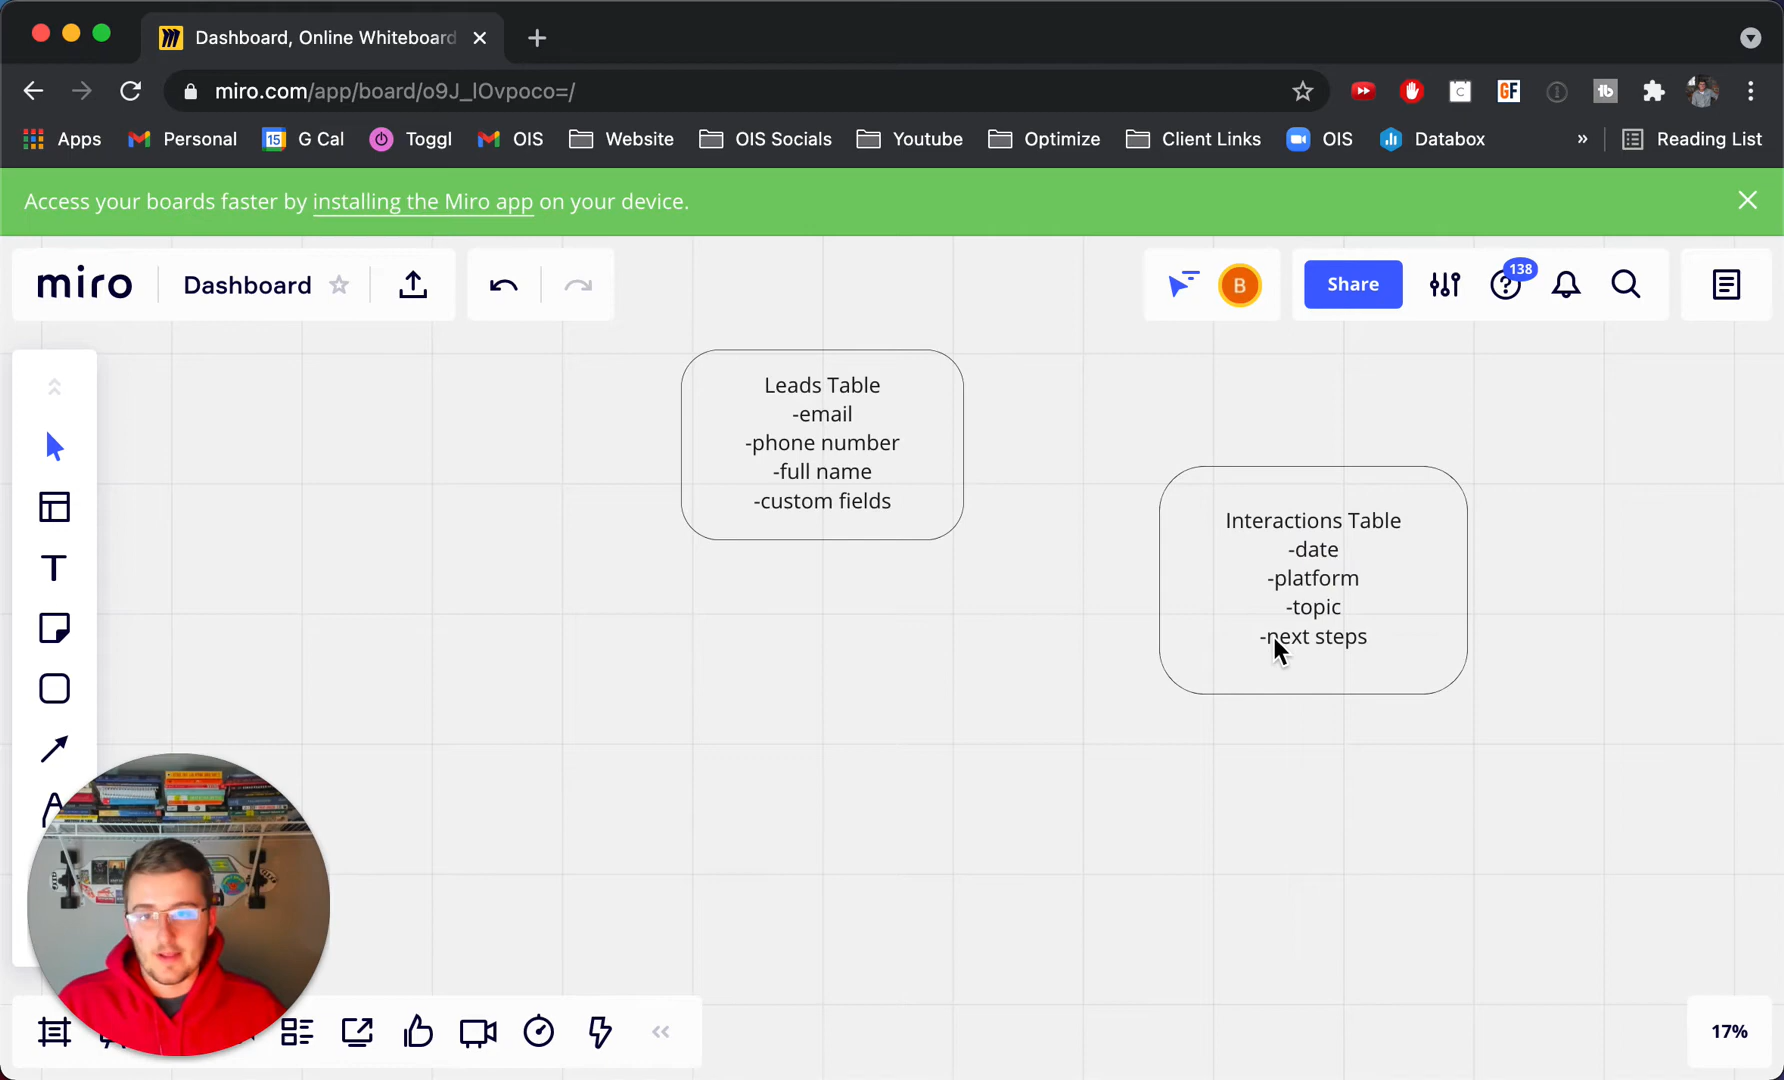 Dashboard, Online Whiteboard
miro.com/app/board/o9J_lOvpoco=/
Apps
Personal
15
G Cal
Toggl
OIS
Website
OIS Socials
Youtube
Optimize
Client Links
OIS
Databox
»
Reading List
Access your boards faster by installing the Miro app on your device.
miro
Dashboard
B
Share
138
Leads Table
-email
-phone number
-full name
-custom fields
Interactions Table
-date
-platform
-topic
-next steps
17%